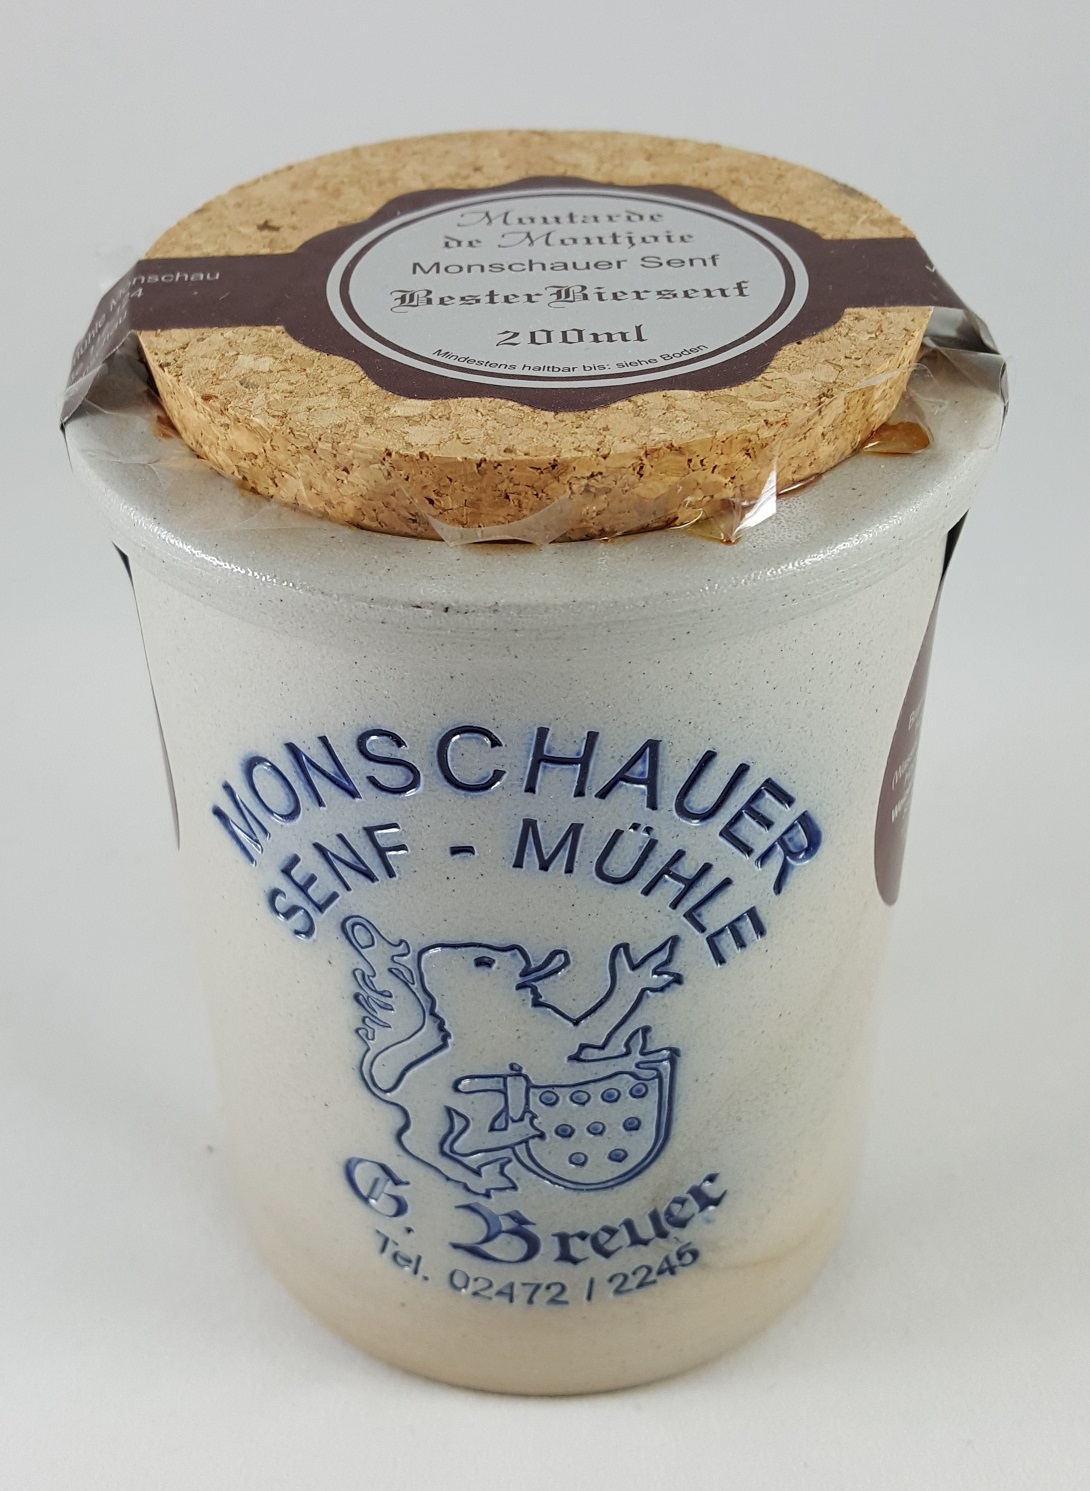 Moutarde
de Montjoie
Monschauer Senf
Bester Biersenf
200ml
Mindestens haltbar bis: siehe Boden
MONSCHAUER
SENF - MÜHLE
G. Breuer
Tel. 02472 / 2245